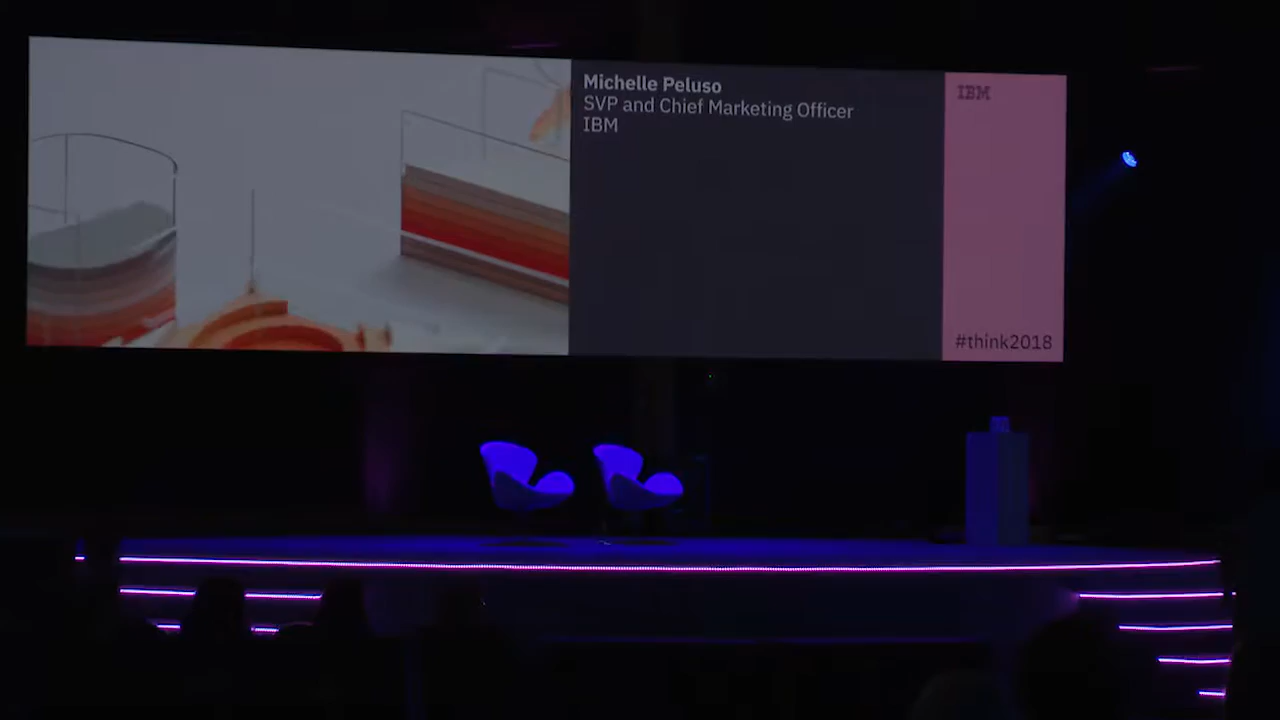 Michelle Peluso
SVP and Chief Marketing Officer
IBM
IBM
#think2018